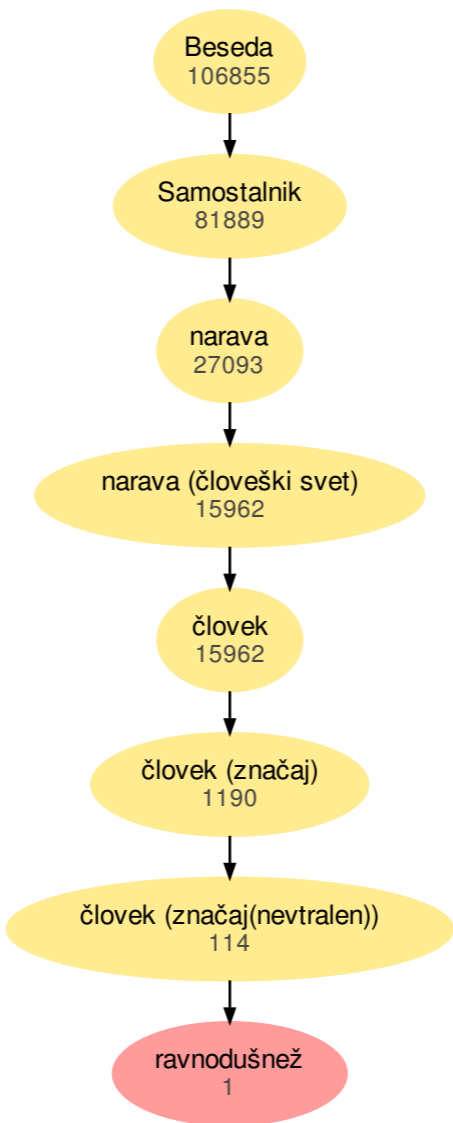 Beseda
106855
Samostalnik
81889
narava
27093
narava (človeški svet)
15962
človek
15962
človek (značaj)
1190
človek (značaj(nevtralen))
114
ravnodušnež
1